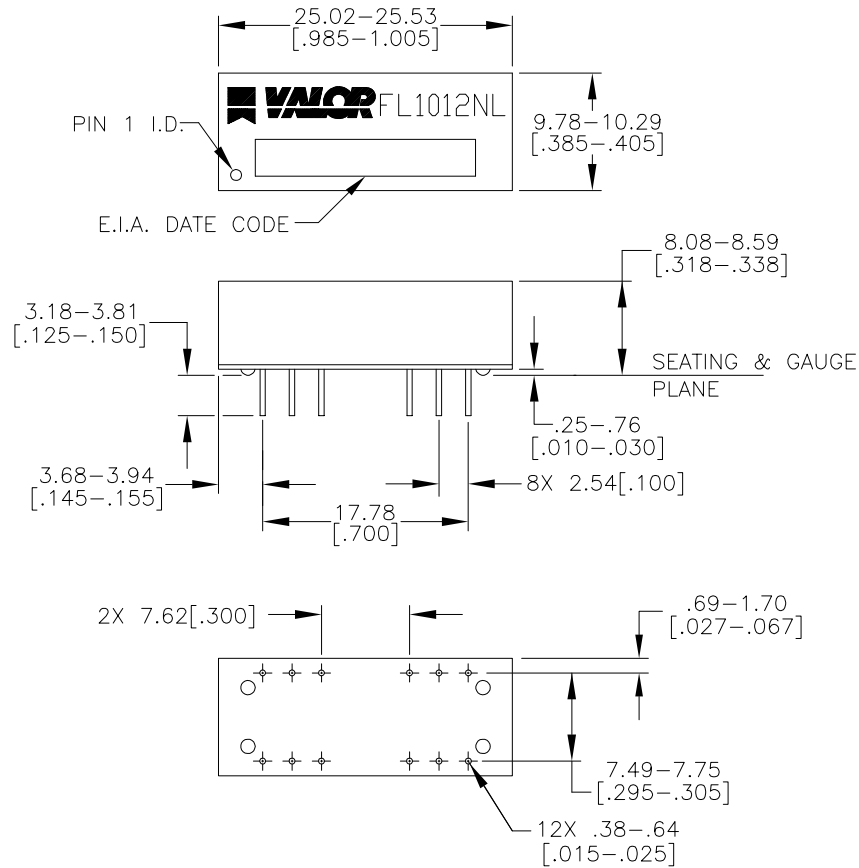 25.02-25.53
[.985-1.005]
VALOR FL1012NL
PIN 1 I.D.
9.78-10.29
[.385-.405]
E.I.A. DATE CODE
8.08-8.59
[.318-.338]
3.18-3.81
[.125-.150]
SEATING & GAUGE
PLANE
.25-.76
[.010-.030]
3.68-3.94
[.145-.155]
8X 2.54[.100]
17.78
[.700]
2X 7.62[.300]
.69-1.70
[.027-.067]
7.49-7.75
[.295-.305]
12X .38-.64
[.015-.025]